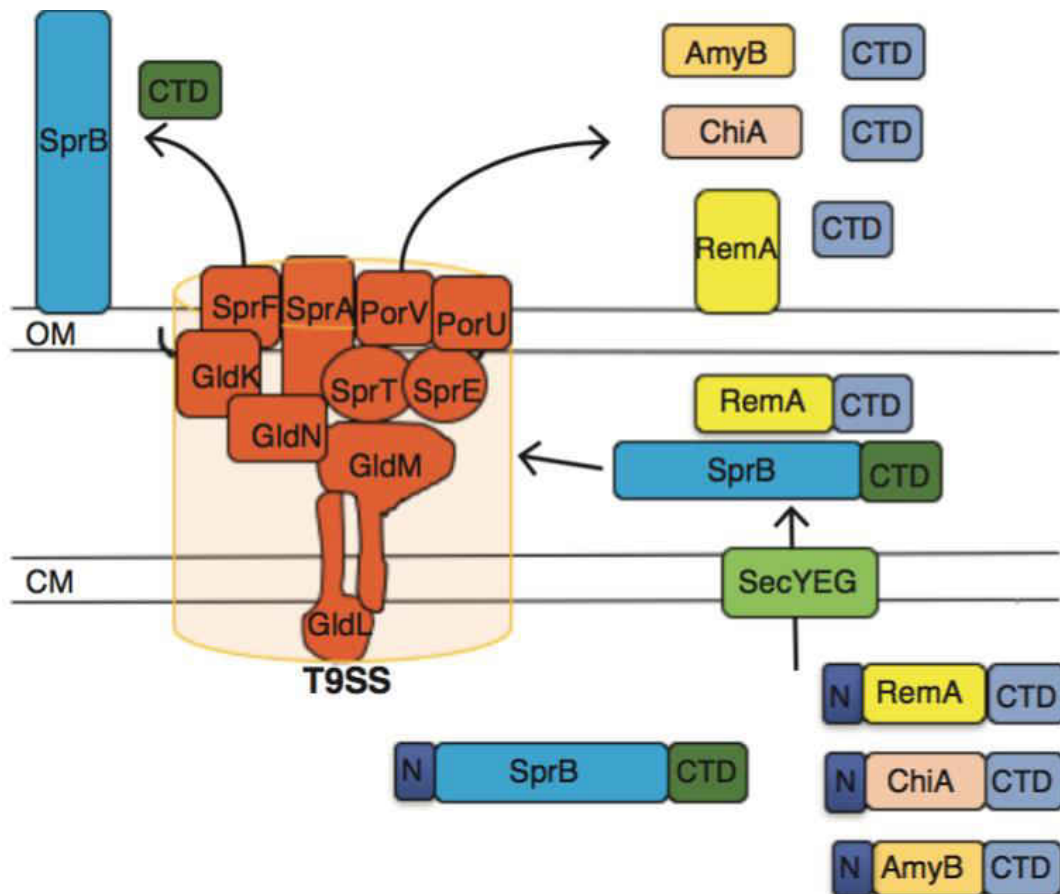 AmyB CTD
CTD
SprB
ChiA CTD
RemA CTD
SprF SprA PorV PorU
OM
GldK SprT SprE
RemA CTD
GldN GldM
SprB CTD
CM
SecYEG
GldL
T9SS
N RemA CTD
N SprB CTD
N ChiA CTD
N AmyB CTD